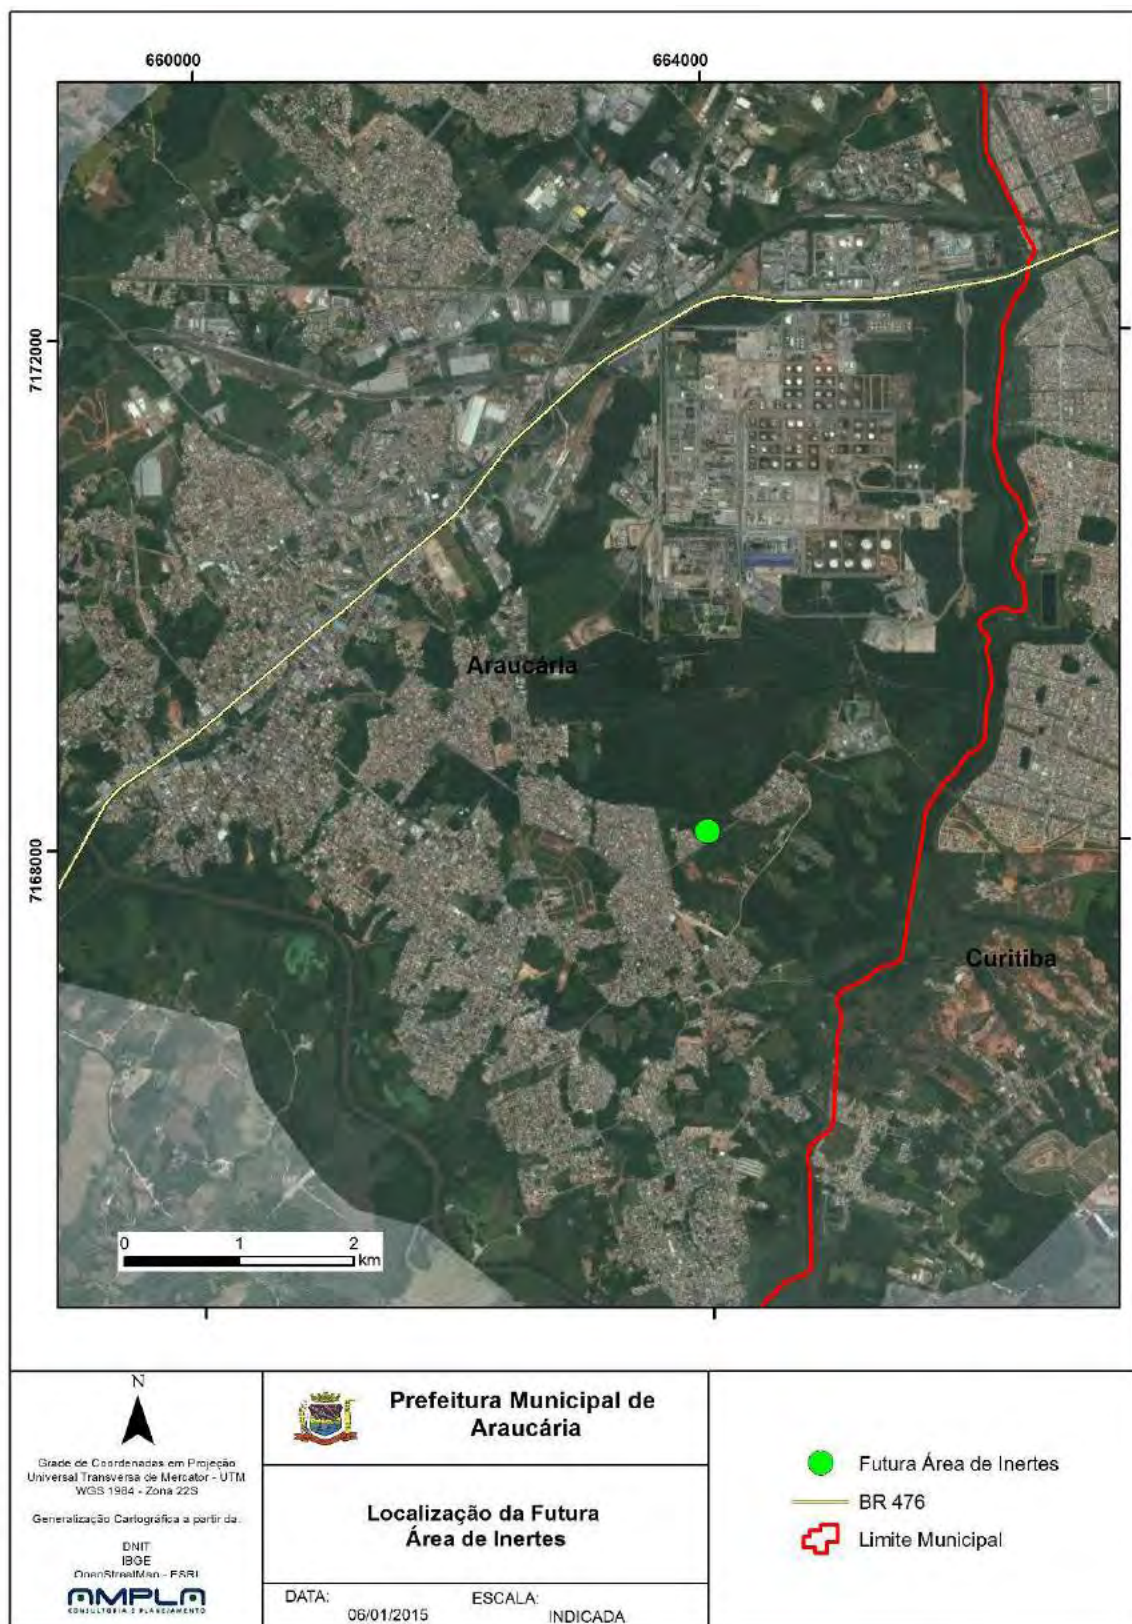 660000
664000
7172000
7168000
Araucária
Curitiba
0
1
2
km
N
Grade de Coordenadas em Projeção
Universal Transversa de Mercator - UTM
WGS 1984 - Zona 22S
Generalização Cartográfica a partir da:
DNIT
IBGE
OpenStreetMap - ESRI
AMPLA
CONSULTORIA E PLANEJAMENTO
Prefeitura Municipal de
Araucária
Localização da Futura
Área de Inertes
DATA:
06/01/2015
ESCALA:
INDICADA
Futura Área de Inertes
BR 476
Limite Municipal